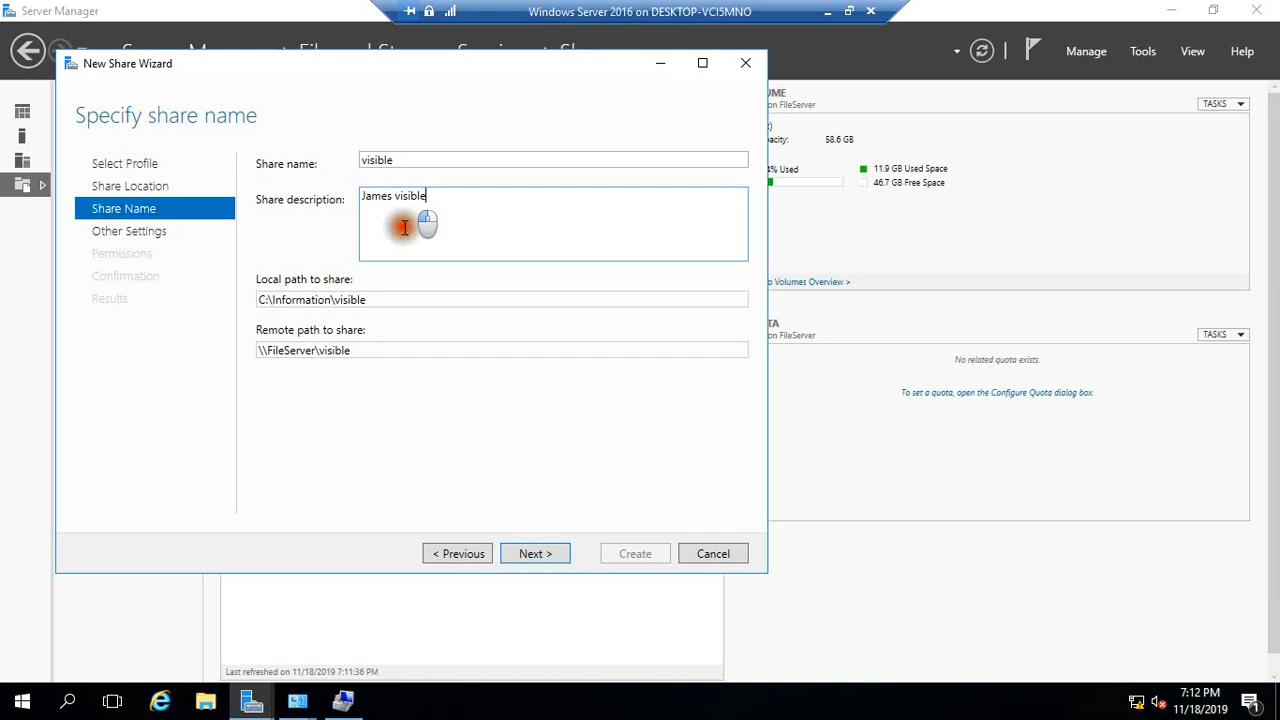 Server Manager
Windows Server 2016 on DESKTOP-VCI5MNO
Manage
Tools
View
Help
New Share Wizard
Specify share name
Select Profile
Share Location
Share Name
Other Settings
Permissions
Confirmation
Results
Share name:
visible
Share description:
James visible
Local path to share:
C:\Information\visible
Remote path to share:
\\FileServer\visible
< Previous
Next >
Create
Cancel
UME
on FileServer
TASKS
58.6 GB
4% Used
11.9 GB Used Space
46.7 GB Free Space
o Volumes Overview >
TA
on FileServer
TASKS
No related quota exists.
To set a quota, open the Configure Quota dialog box.
Last refreshed on 11/18/2019 7:11:36 PM
7:12 PM
11/18/2019
1